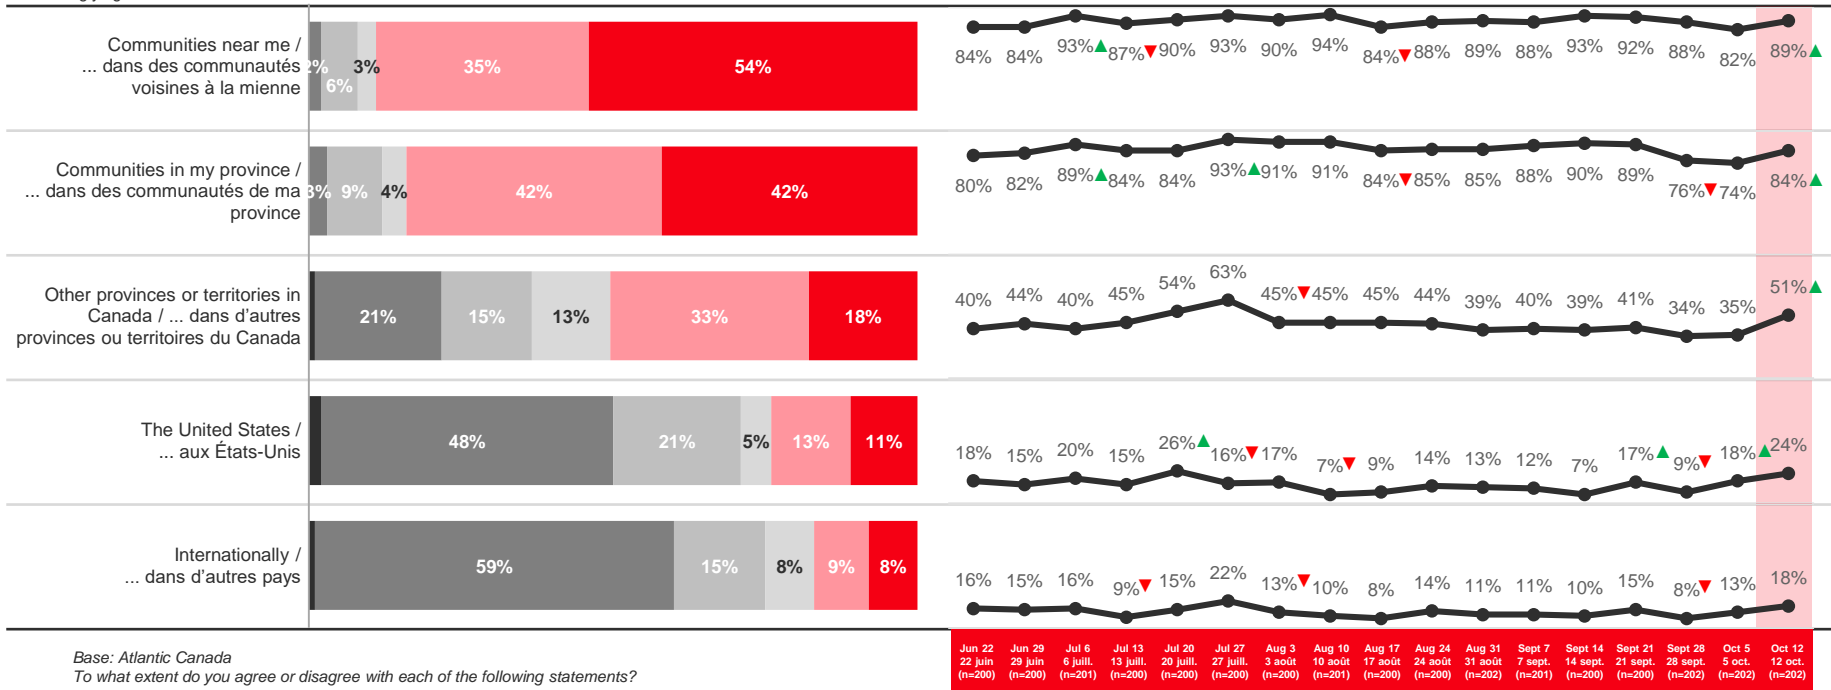 Communities near me /
... dans des communautés
voisines à la mienne
2%
6%
3%
35%
54%
84%
84%
93%
87%
90%
93%
90%
94%
84%
88%
89%
88%
93%
92%
88%
82%
89%
Communities in my province /
... dans des communautés de ma
province
3%
9%
4%
42%
42%
80%
82%
89%
84%
84%
93%
91%
91%
84%
85%
85%
88%
90%
89%
76%
74%
84%
Other provinces or territories in
Canada / ... dans d'autres
provinces ou territoires du Canada
21%
15%
13%
33%
18%
40%
44%
40%
45%
54%
63%
45%
45%
45%
44%
39%
40%
39%
41%
34%
35%
51%
The United States /
... aux États-Unis
48%
21%
5%
13%
11%
18%
15%
20%
15%
26%
16%
17%
7%
9%
14%
13%
12%
7%
17%
9%
18%
24%
Internationally /
... dans d'autres pays
59%
15%
8%
9%
8%
16%
15%
16%
9%
15%
22%
13%
10%
8%
14%
11%
11%
10%
15%
8%
13%
18%
Jun 22
22 juin
(n=200)
Jun 29
29 juin
(n=200)
Jul 6
6 juill.
(n=201)
Jul 13
13 juill.
(n=200)
Jul 20
20 juill.
(n=200)
Jul 27
27 juill.
(n=200)
Aug 3
3 août
(n=200)
Aug 10
10 août
(n=201)
Aug 17
17 août
(n=200)
Aug 24
24 août
(n=200)
Aug 31
31 août
(n=202)
Sept 7
7 sept.
(n=201)
Sept 14
14 sept.
(n=200)
Sept 21
21 sept.
(n=200)
Sept 28
28 sept.
(n=202)
Oct 5
5 oct.
(n=202)
Oct 12
12 oct.
(n=202)
Base: Atlantic Canada
To what extent do you agree or disagree with each of the following statements?